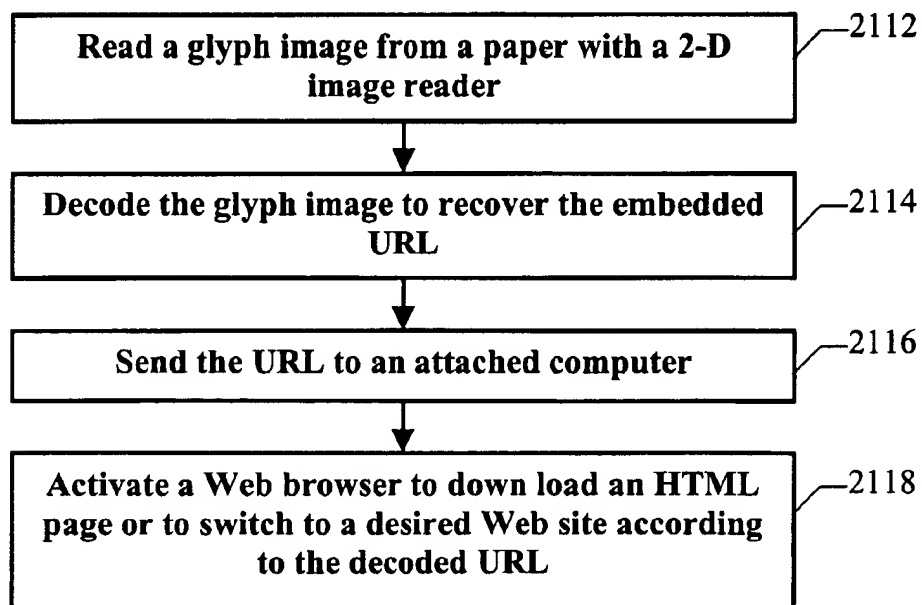 Read a glyph image from a paper with a 2-D
image reader
2112
Decode the glyph image to recover the embedded
URL
2114
Send the URL to an attached computer
2116
Activate a Web browser to down load an HTML
page or to switch to a desired Web site according
to the decoded URL
2118